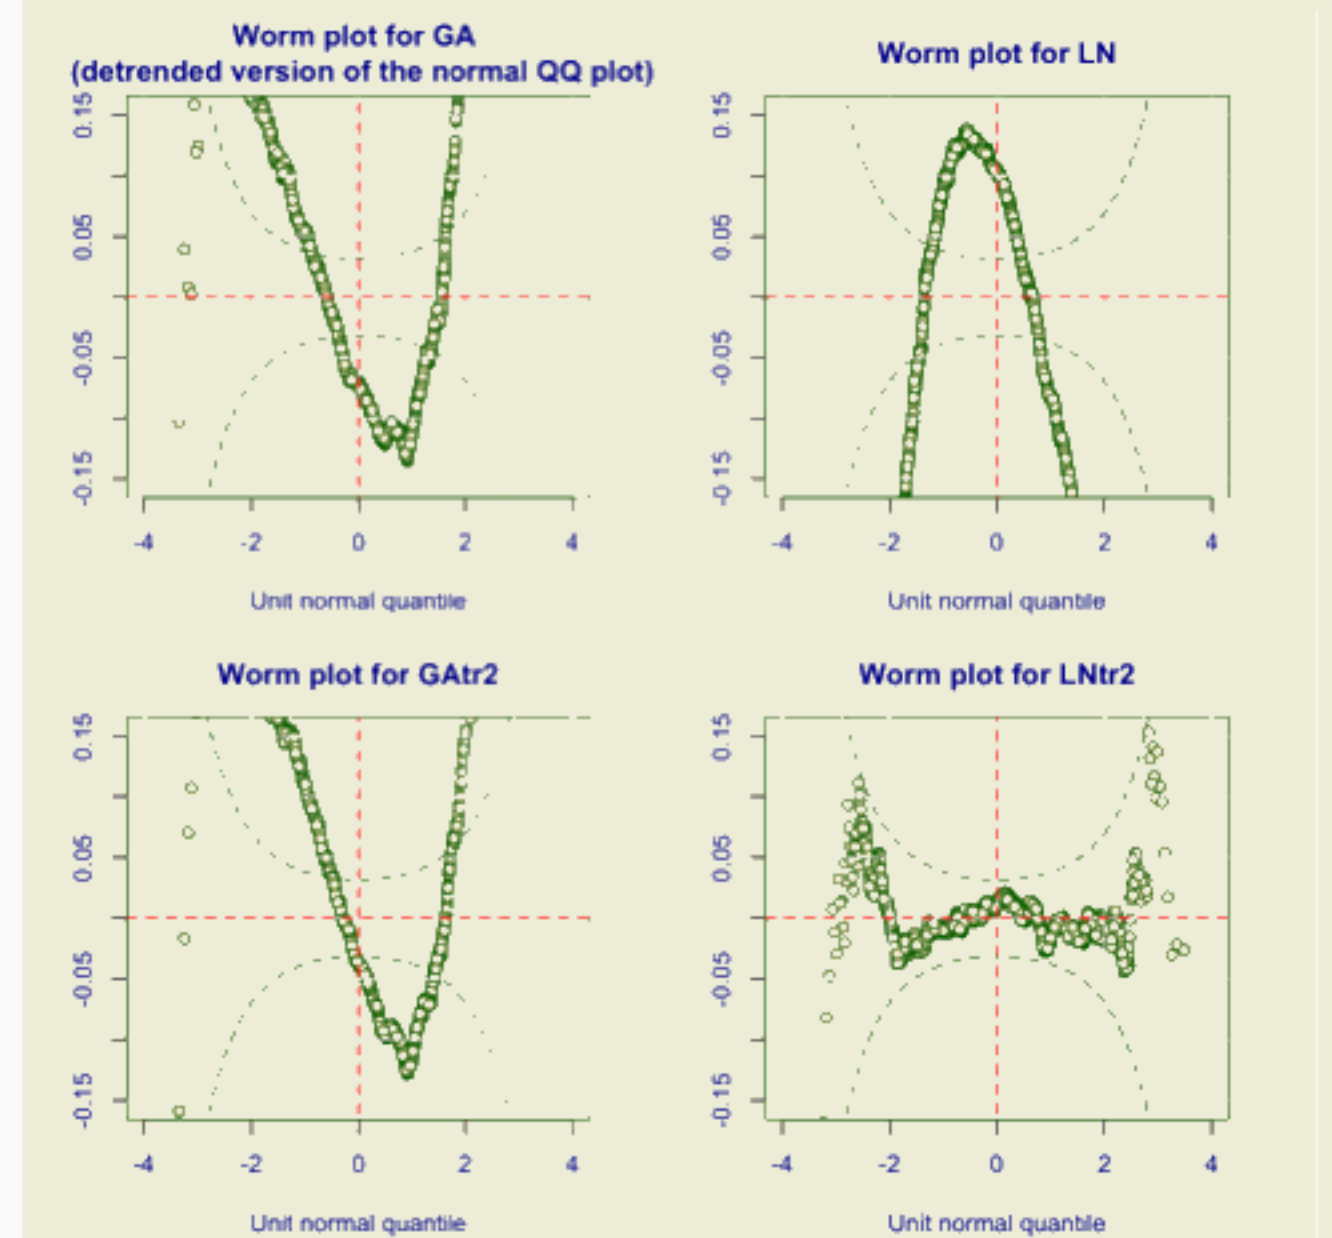 Worm plot for GA
(detrended version of the normal QQ plot)
0.15
0.05
-0.05
-0.15
-4 -2 0 2 4
Unit normal quantile
Worm plot for LN
0.15
0.05
-0.05
-0.15
-4 -2 0 2 4
Unit normal quantile
Worm plot for GAtr2
0.15
0.05
-0.05
-0.15
-4 -2 0 2 4
Unit normal quantile
Worm plot for LNtr2
0.15
0.05
-0.05
-0.15
-4 -2 0 2 4
Unit normal quantile